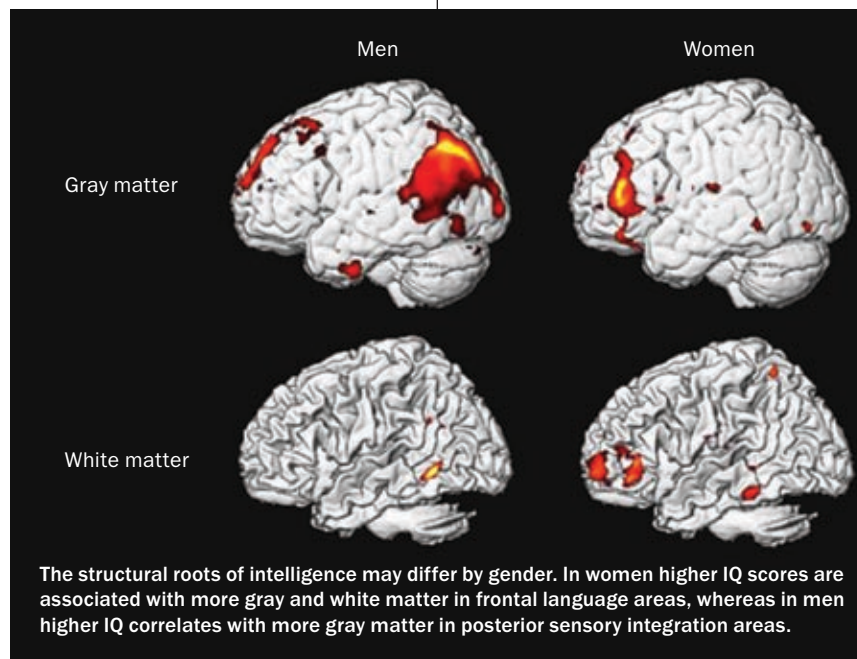 Men Women
Gray matter
White matter
The structural roots of intelligence may differ by gender. In women higher IQ scores are
associated with more gray and white matter in frontal language areas, whereas in men
higher IQ correlates with more gray matter in posterior sensory integration areas.